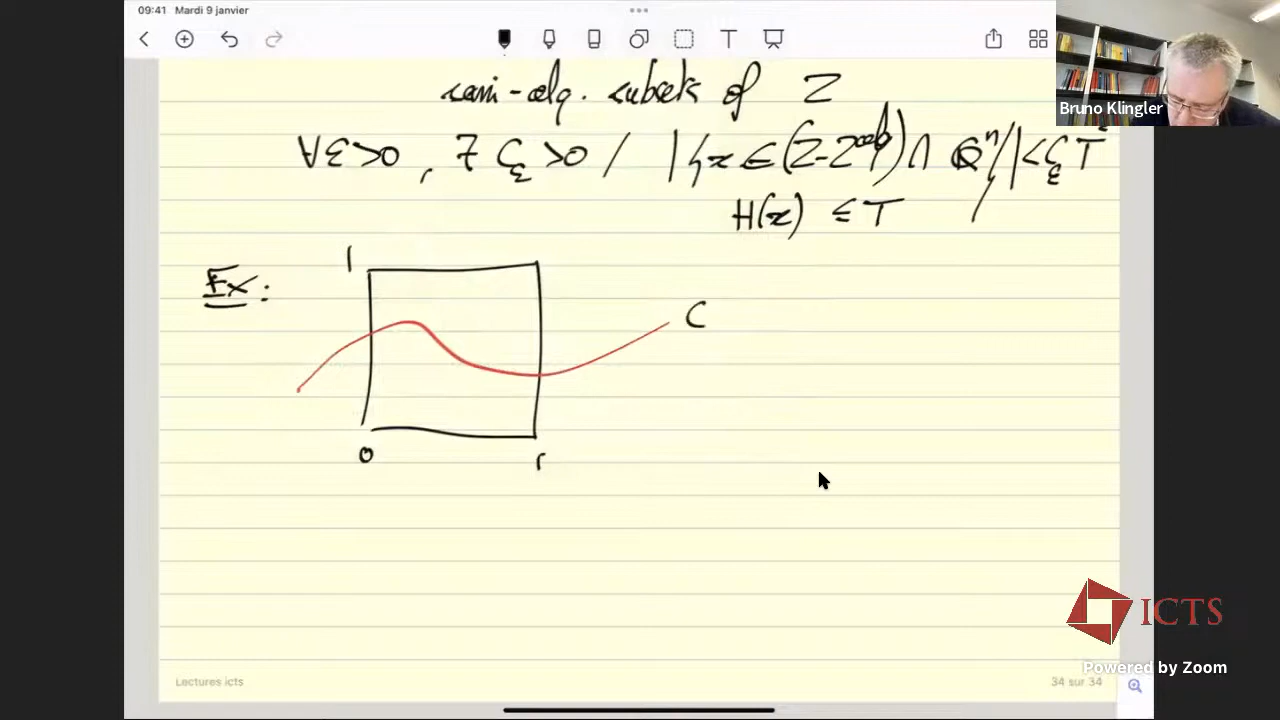 09:41 Mardi 9 janvier
Bruno Klingler
semi-alg. subsets of Z
∀ε>0, ∃ C_ε >0 / |{x ∈ (Z - Z^alg) ∩ ℚ^n /
H(x) ≤ T
}| < C_ε T^ε
Ex:
1
C
0
1
ICTS
Powered by Zoom
Lectures icts
34 sur 34